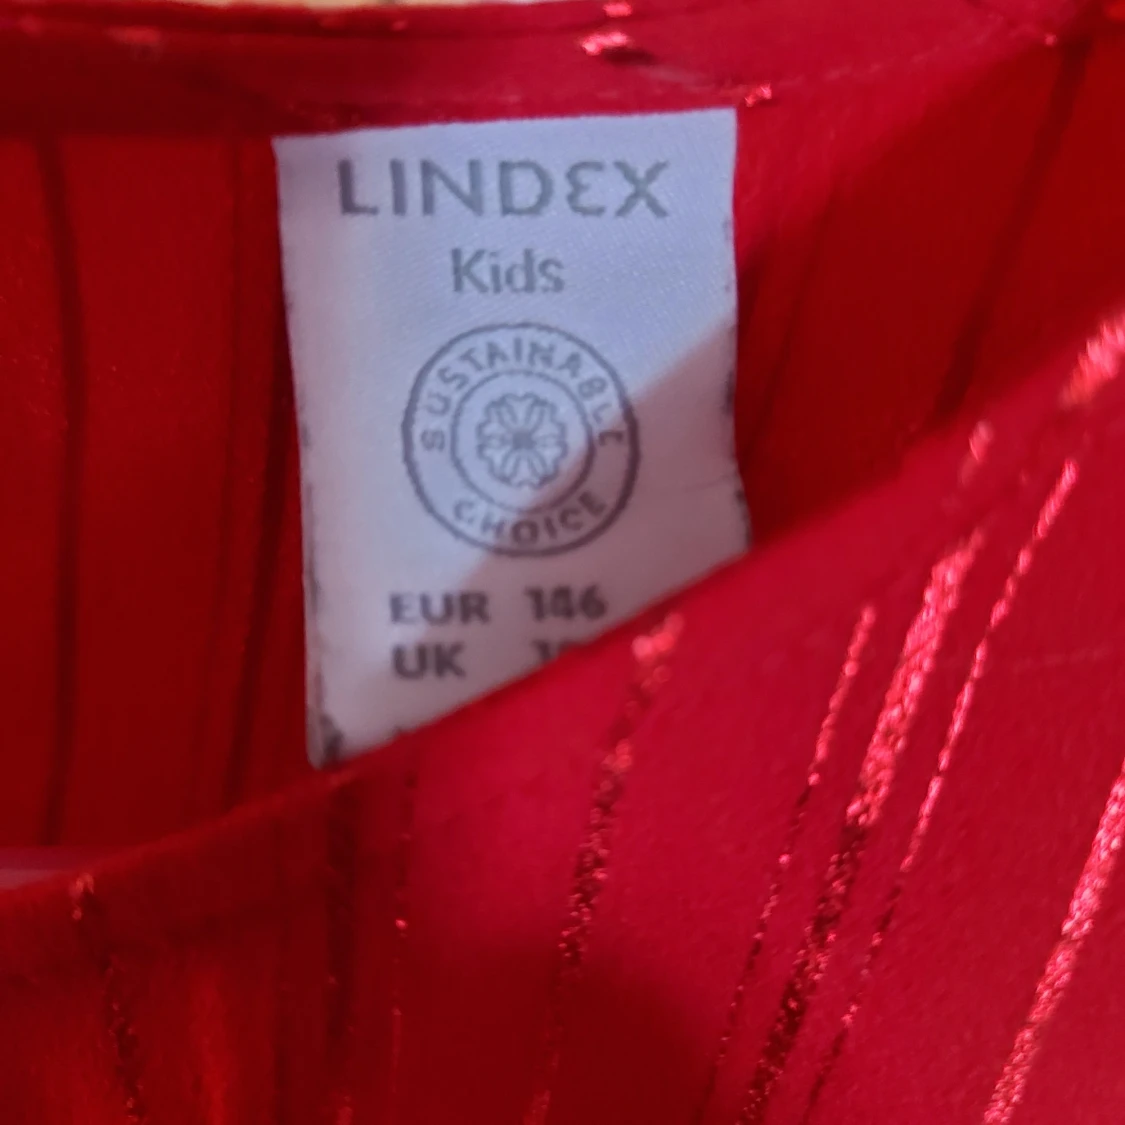 LINDEX
Kids
SUSTAINABLE
CHOICE
EUR 146
UK